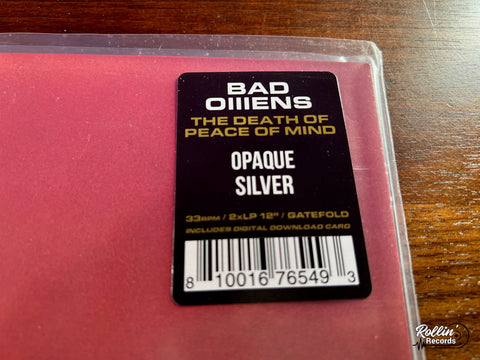 BAD
OIIIENS
THE DEATH OF
PEACE OF MIND
OPAQUE
SILVER
33RPM / 2xLP 12" / GATEFOLD
INCLUDES DIGITAL DOWNLOAD CARD
8 10016 76549 3
Rollin'
Records